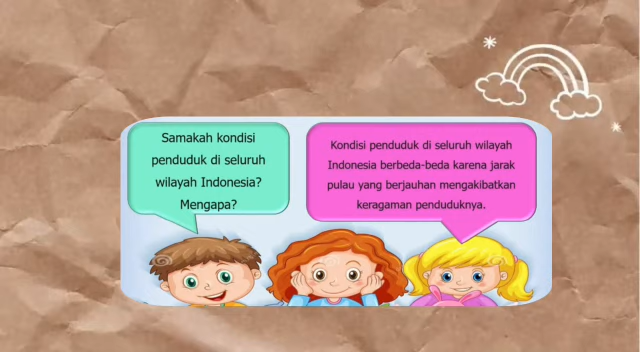 Samakah kondisi
penduduk di seluruh
wilayah Indonesia?
Mengapa?
Kondisi penduduk di seluruh wilayah
Indonesia berbeda-beda karena jarak
pulau yang berjauhan mengakibatkan
keragaman penduduknya.